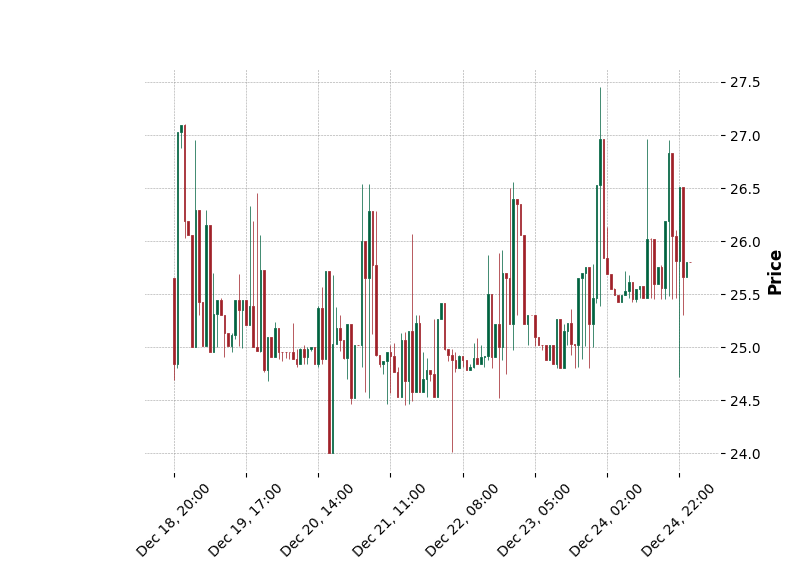 27.5
27.0
26.5
26.0
25.5
25.0
24.5
24.0
Price
Dec 18, 20:00
Dec 19, 17:00
Dec 20, 14:00
Dec 21, 11:00
Dec 22, 08:00
Dec 23, 05:00
Dec 24, 02:00
Dec 24, 22:00